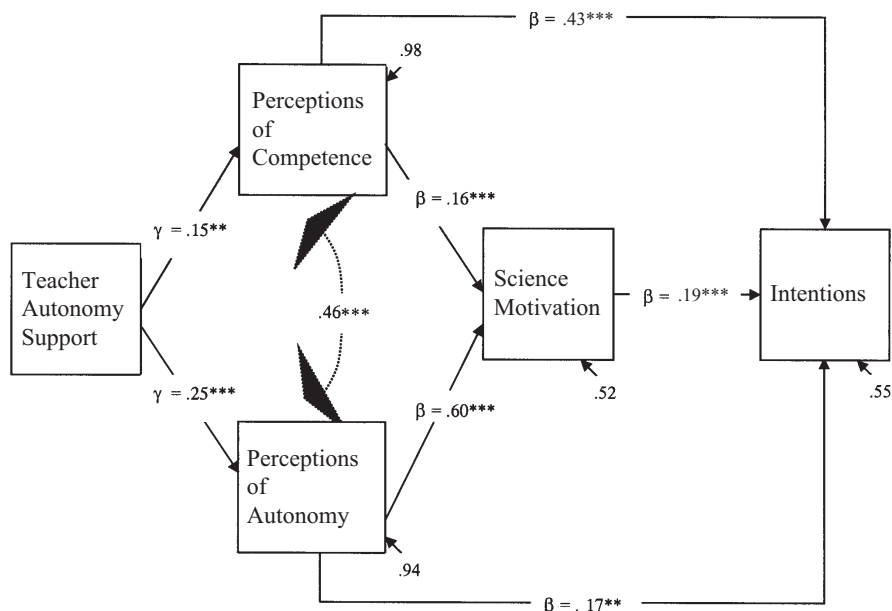 β = .43***
.98
Perceptions
of
Competence
β = .16***
γ = .15**
Teacher
Autonomy
Support
Science
Motivation
β = .19***
Intentions
.46***
γ = .25***
β = .60***
.52
.55
Perceptions
of
Autonomy
.94
β = .17**